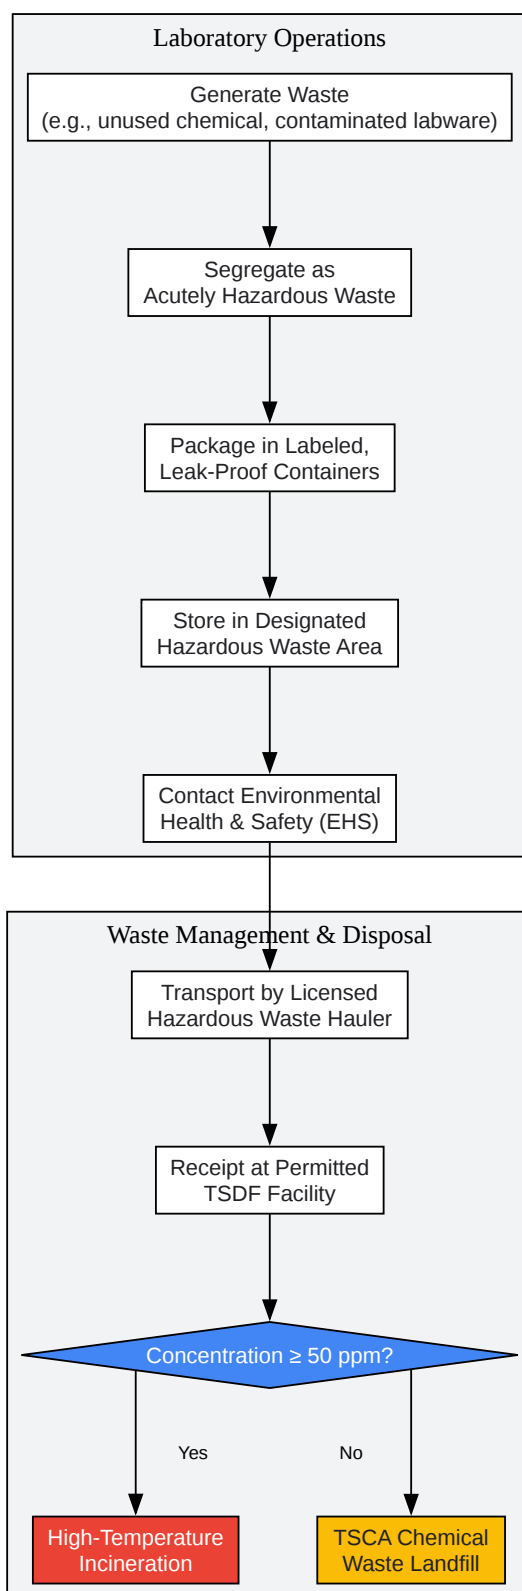 Laboratory Operations
Generate Waste
(e.g., unused chemical, contaminated labware)
Segregate as
Acutely Hazardous Waste
Package in Labeled,
Leak-Proof Containers
Store in Designated
Hazardous Waste Area
Contact Environmental
Health & Safety (EHS)
Waste Management & Disposal
Transport by Licensed
Hazardous Waste Hauler
Receipt at Permitted
TSDF Facility
Concentration ≥ 50 ppm?
Yes
No
High-Temperature
Incineration
TSCA Chemical
Waste Landfill